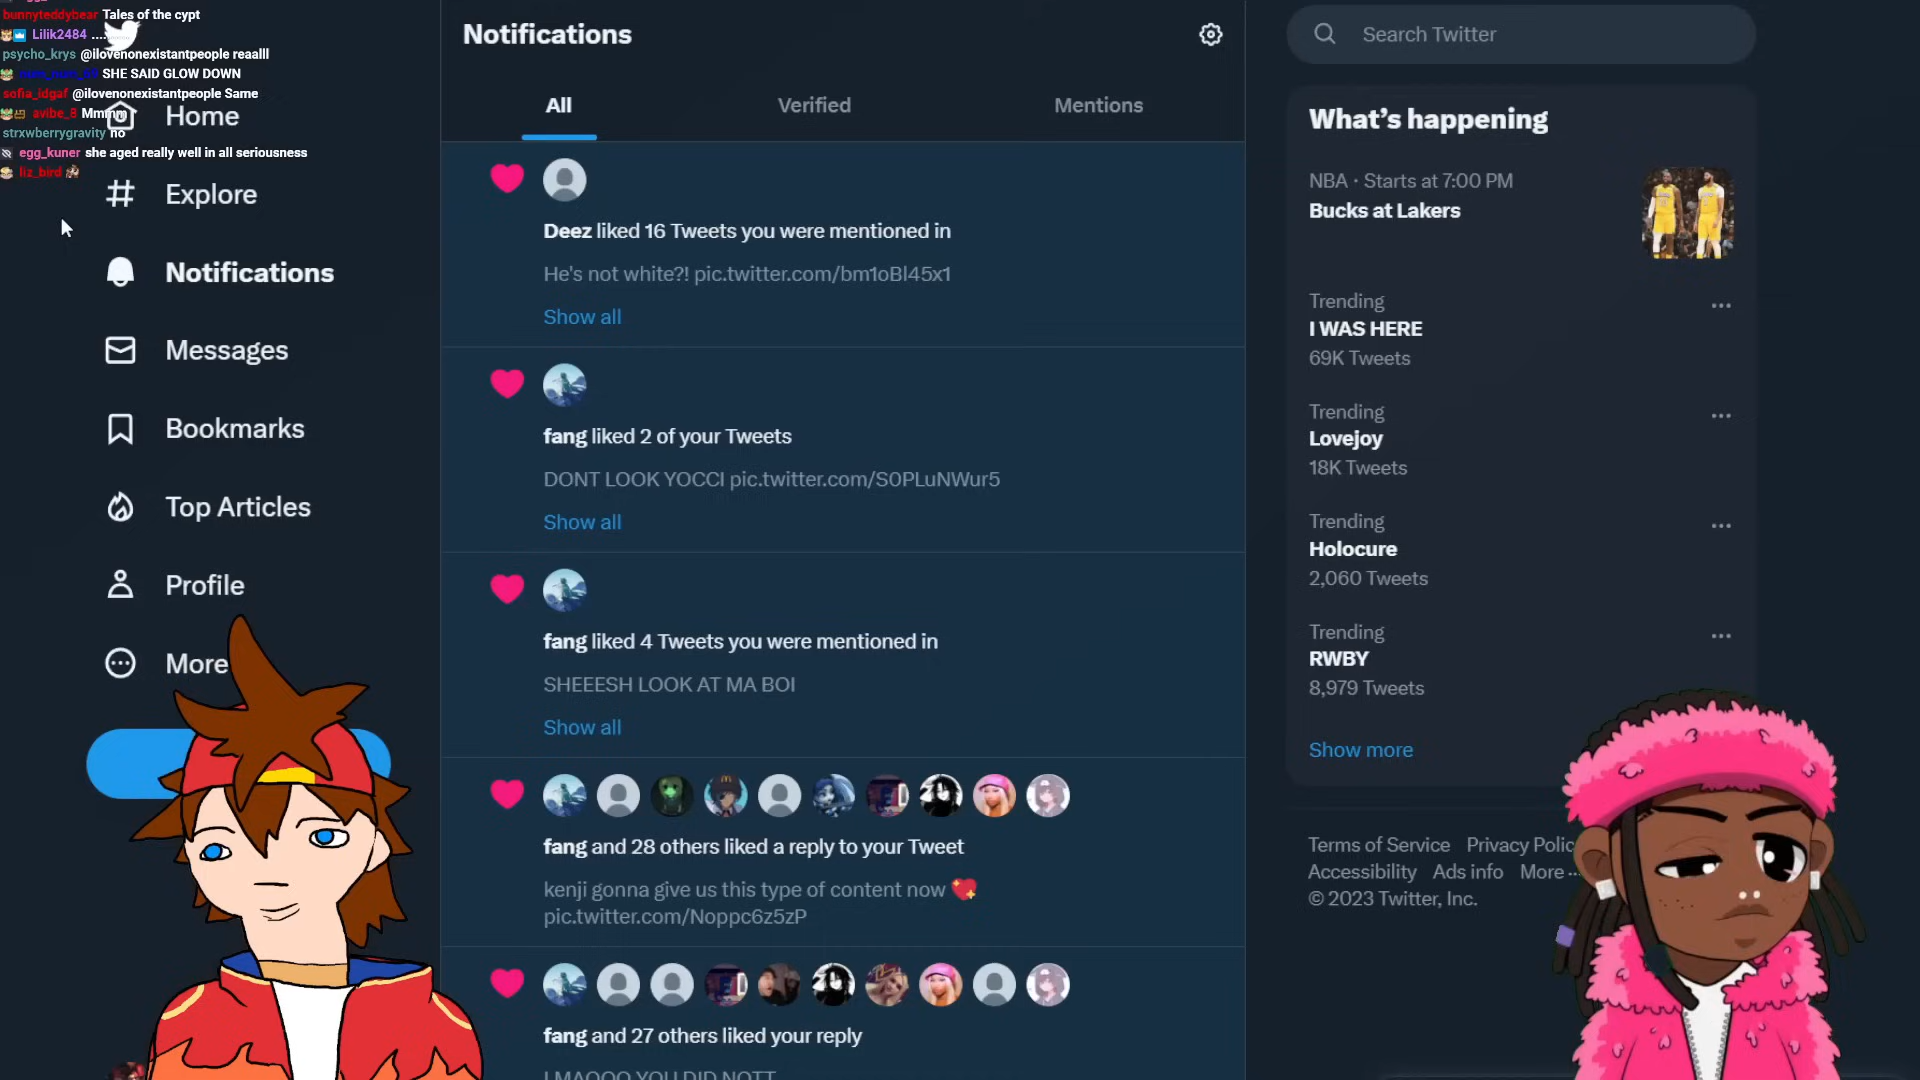 bunnyteddybear Tales of the cypt
Lilik2484 ....
psycho_krys @ilovenonexistantpeople reaalll
SHE SAID GLOW DOWN
sofia_idgaf @ilovenonexistantpeople Same
avibe_8 Mmmm
strxwberrygravity no
egg_kuner she aged really well in all seriousness
liz_bird
Home
Explore
Notifications
Messages
Bookmarks
Top Articles
Profile
More
Notifications
All
Verified
Mentions
Deez liked 16 Tweets you were mentioned in
He's not white?! pic.twitter.com/bm1oBl45x1
Show all
fang liked 2 of your Tweets
DONT LOOK YOCCI pic.twitter.com/S0PLuNWur5
Show all
fang liked 4 Tweets you were mentioned in
SHEEESH LOOK AT MA BOI
Show all
fang and 28 others liked a reply to your Tweet
kenji gonna give us this type of content now 💖
pic.twitter.com/Noppc6z5zP
fang and 27 others liked your reply
LMAOOO YOU DID NOTT
Search Twitter
What's happening
NBA · Starts at 7:00 PM
Bucks at Lakers
Trending
I WAS HERE
69K Tweets
Trending
Lovejoy
18K Tweets
Trending
Holocure
2,060 Tweets
Trending
RWBY
8,979 Tweets
Show more
Terms of Service Privacy Polic
Accessibility Ads info More ...
© 2023 Twitter, Inc.